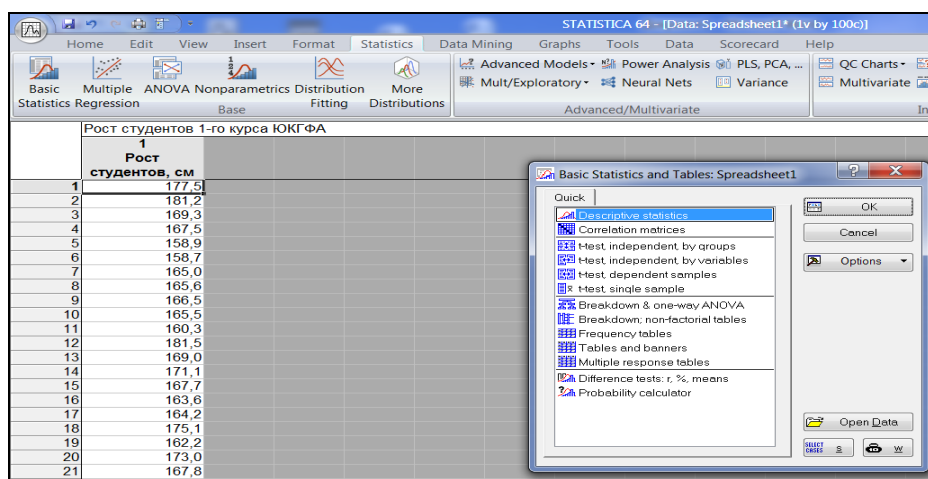 STATISTICA 64 - [Data: Spreadsheet1* (1v by 100c)]
Home Edit View Insert Format Statistics Data Mining Graphs Tools Data Scorecard Help
Advanced Models Power Analysis PLS, PCA, ... QC Charts
Mult/Exploratory Neural Nets Variance Multivariate
Basic Statistics Multiple Regression ANOVA Nonparametrics Distribution Fitting More Distributions
Base Advanced/Multivariate In
Рост студентов 1-го курса ЮКГФА
1
Рост
студентов, см
1 177,5
2 181,2
3 169,3
4 167,5
5 158,9
6 158,7
7 165,0
8 165,6
9 166,5
10 165,5
11 160,3
12 181,5
13 169,0
14 171,1
15 167,7
16 163,6
17 164,2
18 175,1
19 162,2
20 173,0
21 167,8
Basic Statistics and Tables: Spreadsheet1
Quick
Descriptive statistics
Correlation matrices
t-test, independent, by groups
t-test, independent, by variables
t-test, dependent samples
t-test, single sample
Breakdown & one-way ANOVA
Breakdown; non-factorial tables
Frequency tables
Tables and banners
Multiple response tables
Difference tests: r, %, means
Probability calculator
OK
Cancel
Options
Open Data
SELECT CASES S W